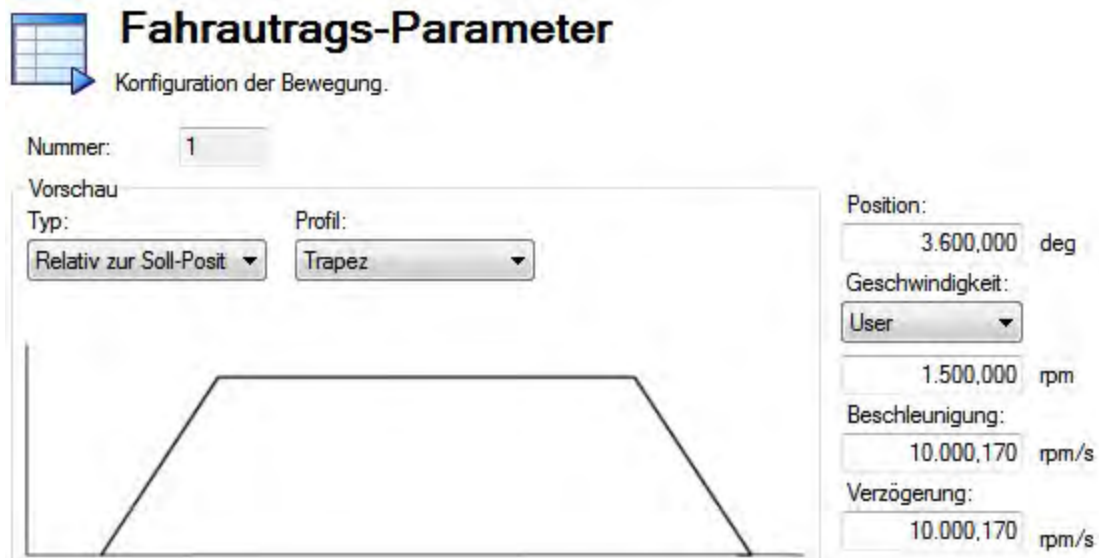 Fahrautrags-Parameter
Konfiguration der Bewegung.
Nummer: 1
Vorschau
Typ: Profil:
Relativ zur Soll-Posit Trapez
Position:
3.600,000 deg
Geschwindigkeit:
User
1.500,000 rpm
Beschleunigung:
10.000,170 rpm/s
Verzögerung:
10.000,170 rpm/s